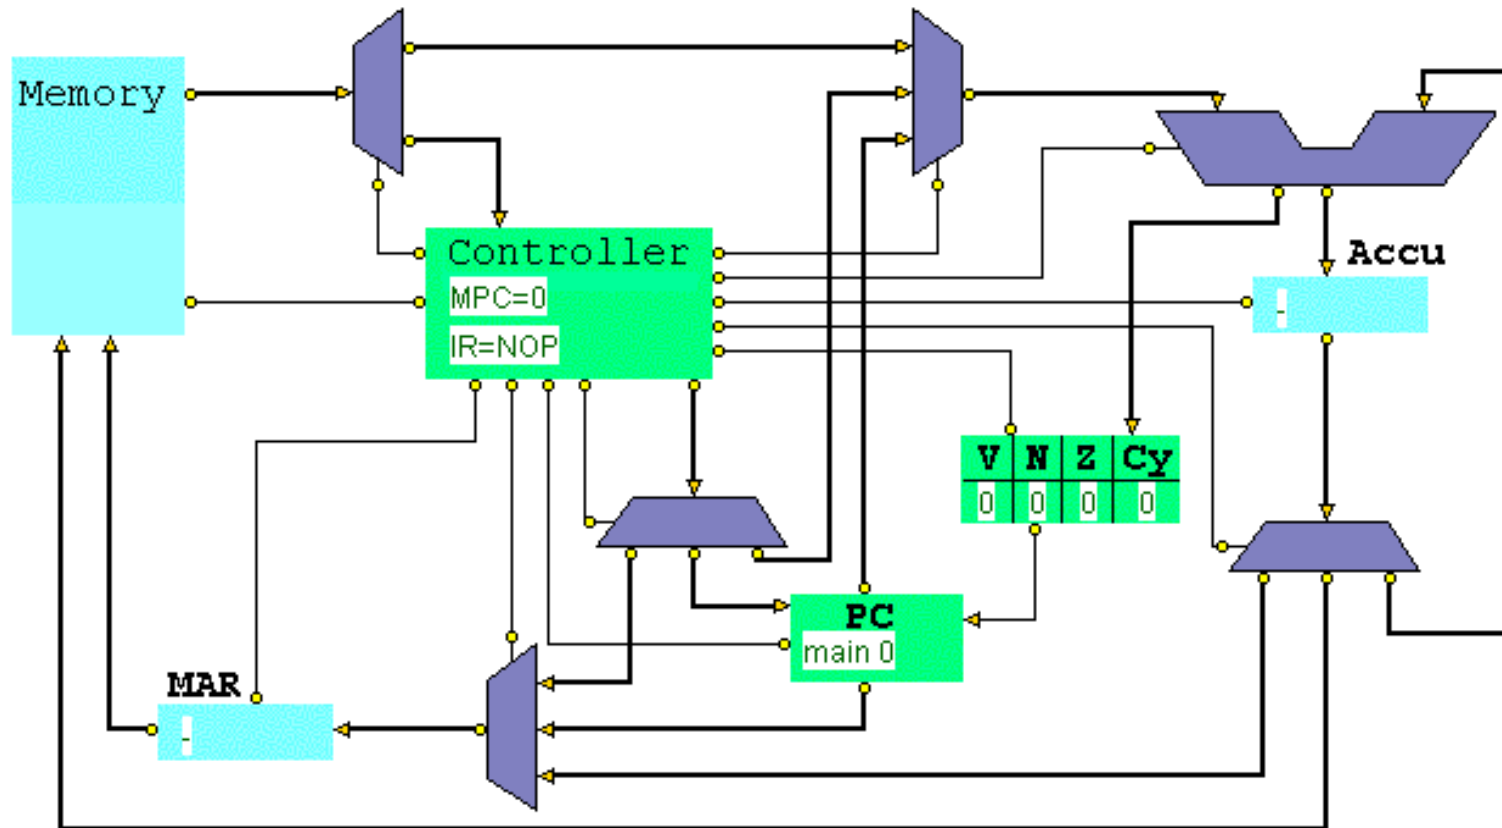 Memory
Controller
MPC=0
IR=NOP
Accu
-
V N Z Cy
0 0 0 0
PC
main 0
MAR
-